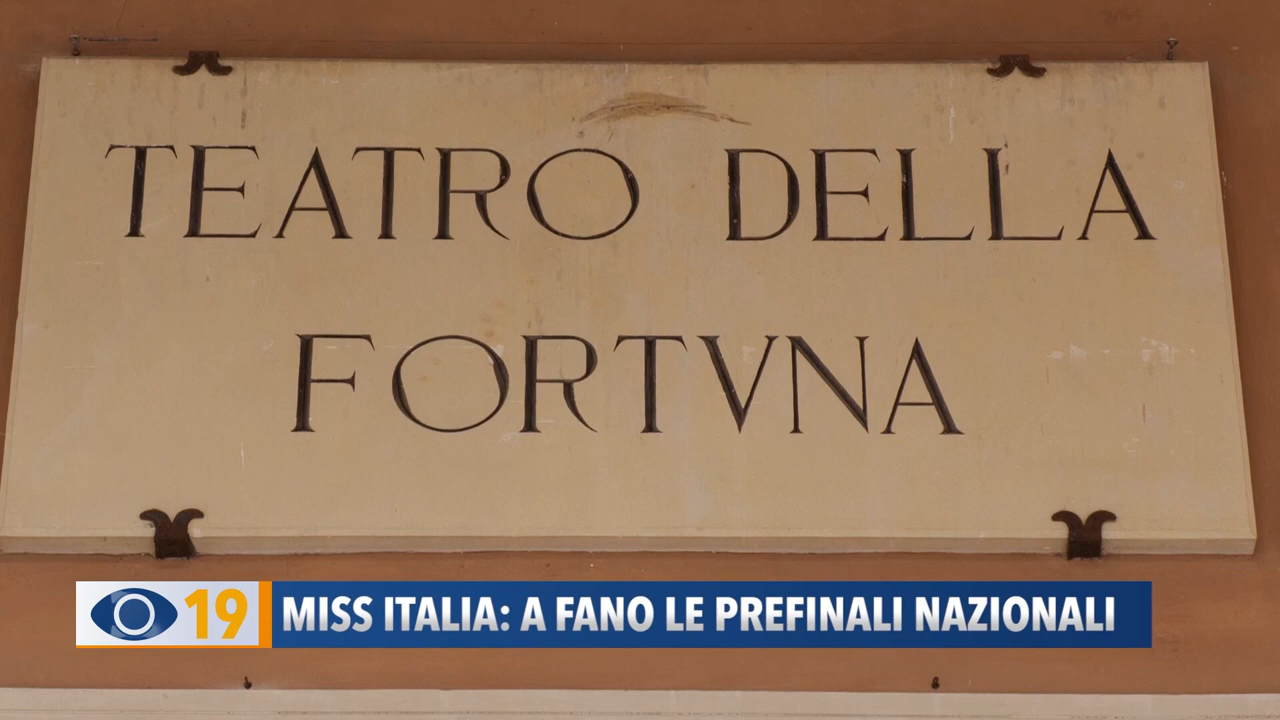 TEATRO DELLA
FORTVNA
19
MISS ITALIA: A FANO LE PREFINALI NAZIONALI